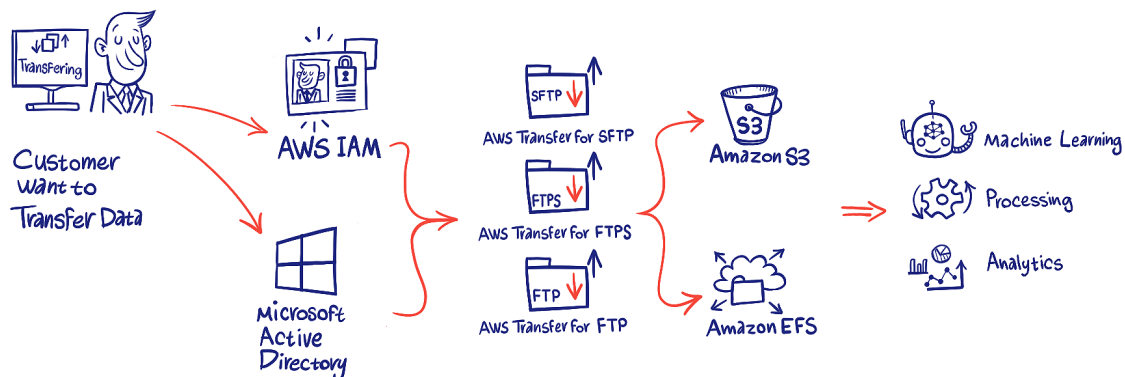 Transfering
Customer
want to
Transfer Data
AWS IAM
Microsoft
Active
Directory
SFTP
AWS Transfer for SFTP
FTPS
AWS Transfer for FTPS
FTP
AWS Transfer for FTP
S3
Amazon S3
Amazon EFS
Machine Learning
Processing
Analytics